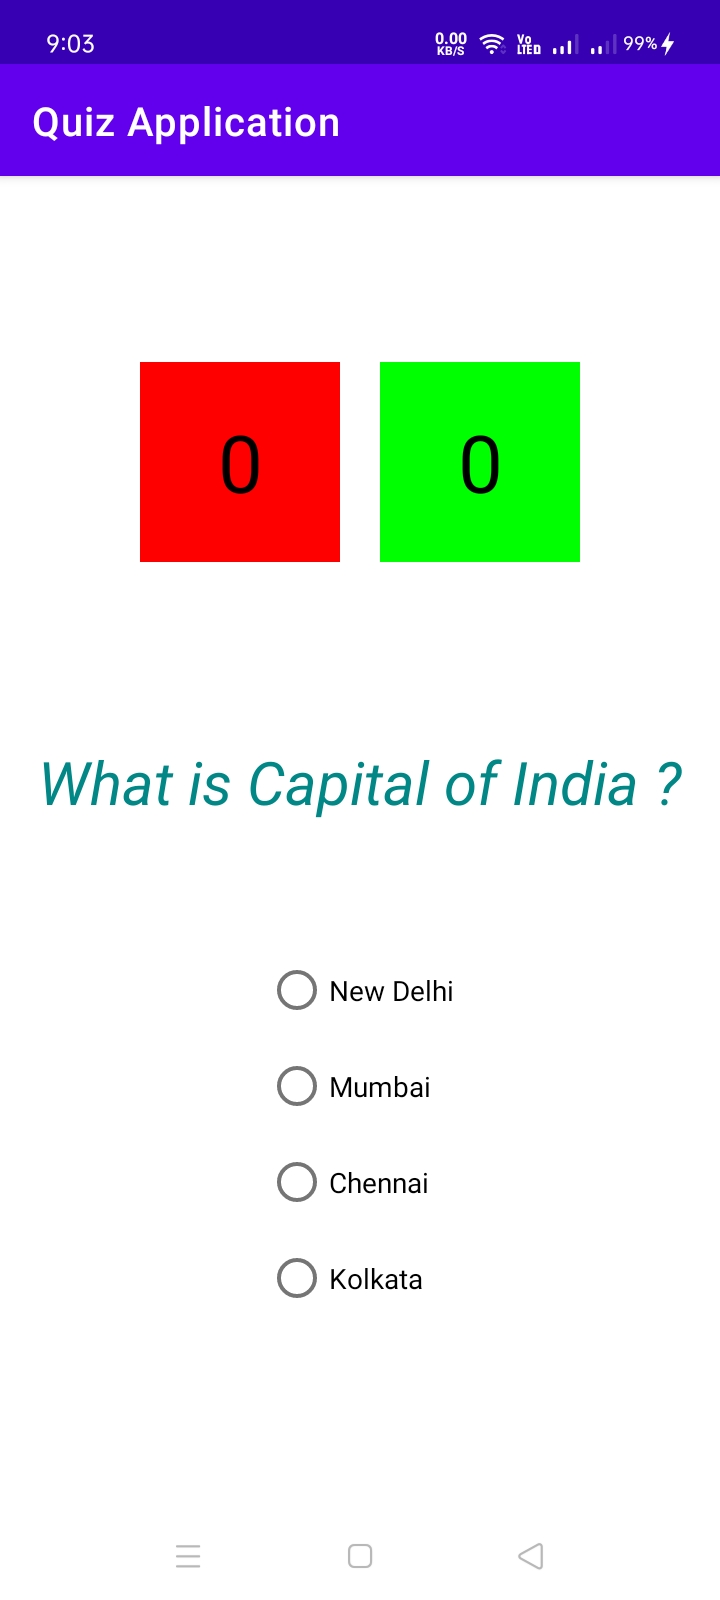 9:03 0.00 KB/S Vo LTED 99%
Quiz Application
0 0
What is Capital of India ?
New Delhi
Mumbai
Chennai
Kolkata